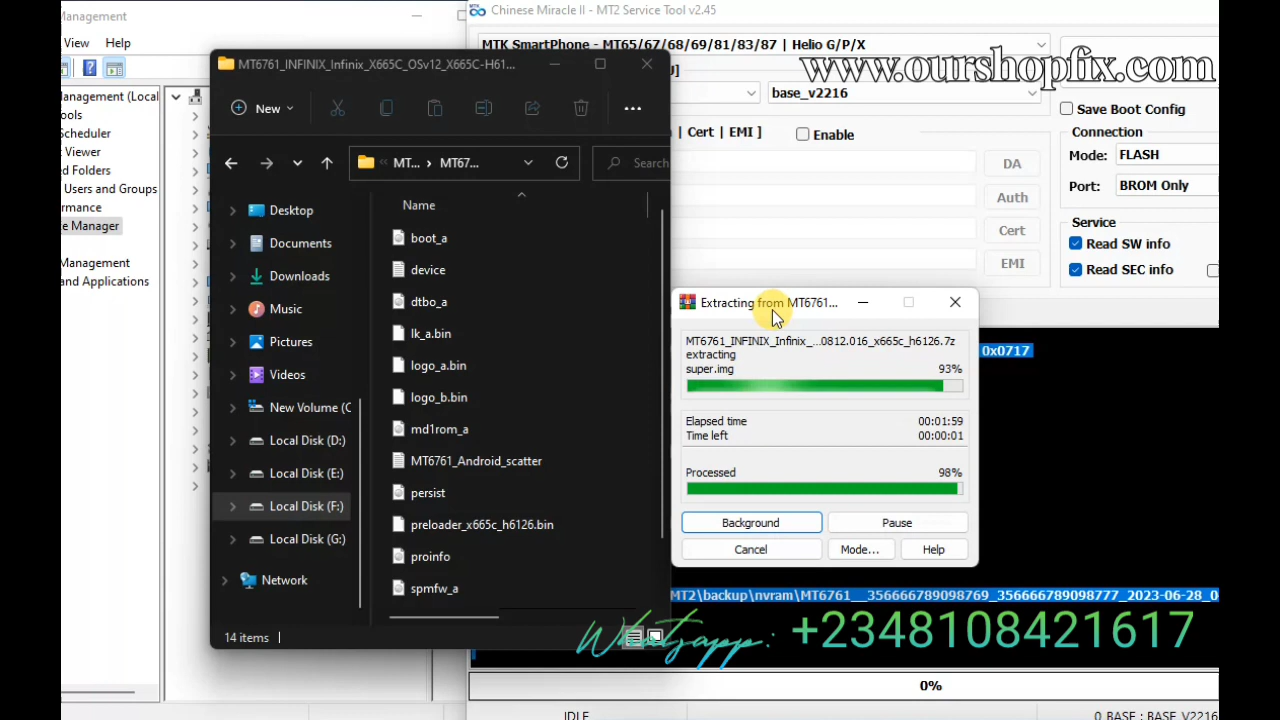 Management
View Help
anagement (Local
ools
Scheduler
Viewer
ed Folders
Users and Groups
rmance
e Manager
Management
and Applications
Chinese Miracle II - MT2 Service Tool v2.45
MTK SmartPhone - MT65/67/68/69/81/83/87 | Helio G/P/X
www.ourshopfix.com
base_v2216
| Cert | EMI ] Enable
DA
Auth
Cert
EMI
Save Boot Config
Connection
Mode: FLASH
Port: BROM Only
Service
Read SW info
Read SEC info
0x0717
MT6761_INFINIX_Infinix_X665C_OSv12_X665C-H61...
New
MT... › MT67...
Search
Desktop
Documents
Downloads
Music
Pictures
Videos
New Volume (C
Local Disk (D:)
Local Disk (E:)
Local Disk (F:)
Local Disk (G:)
Network
Name
boot_a
device
dtbo_a
lk_a.bin
logo_a.bin
logo_b.bin
md1rom_a
MT6761_Android_scatter
persist
preloader_x665c_h6126.bin
proinfo
spmfw_a
14 items
Extracting from MT6761...
MT6761_INFINIX_Infinix_...0812.016_x665c_h6126.7z
extracting
super.img 93%
Elapsed time 00:01:59
Time left 00:00:01
Processed 98%
Background Pause
Cancel Mode... Help
MT2\backup\nvram\MT6761__356666789098769_356666789098777_2023-06-28_0
Whatsapp: +2348108421617
0%
IDLE
0 BASE : BASE_V2216